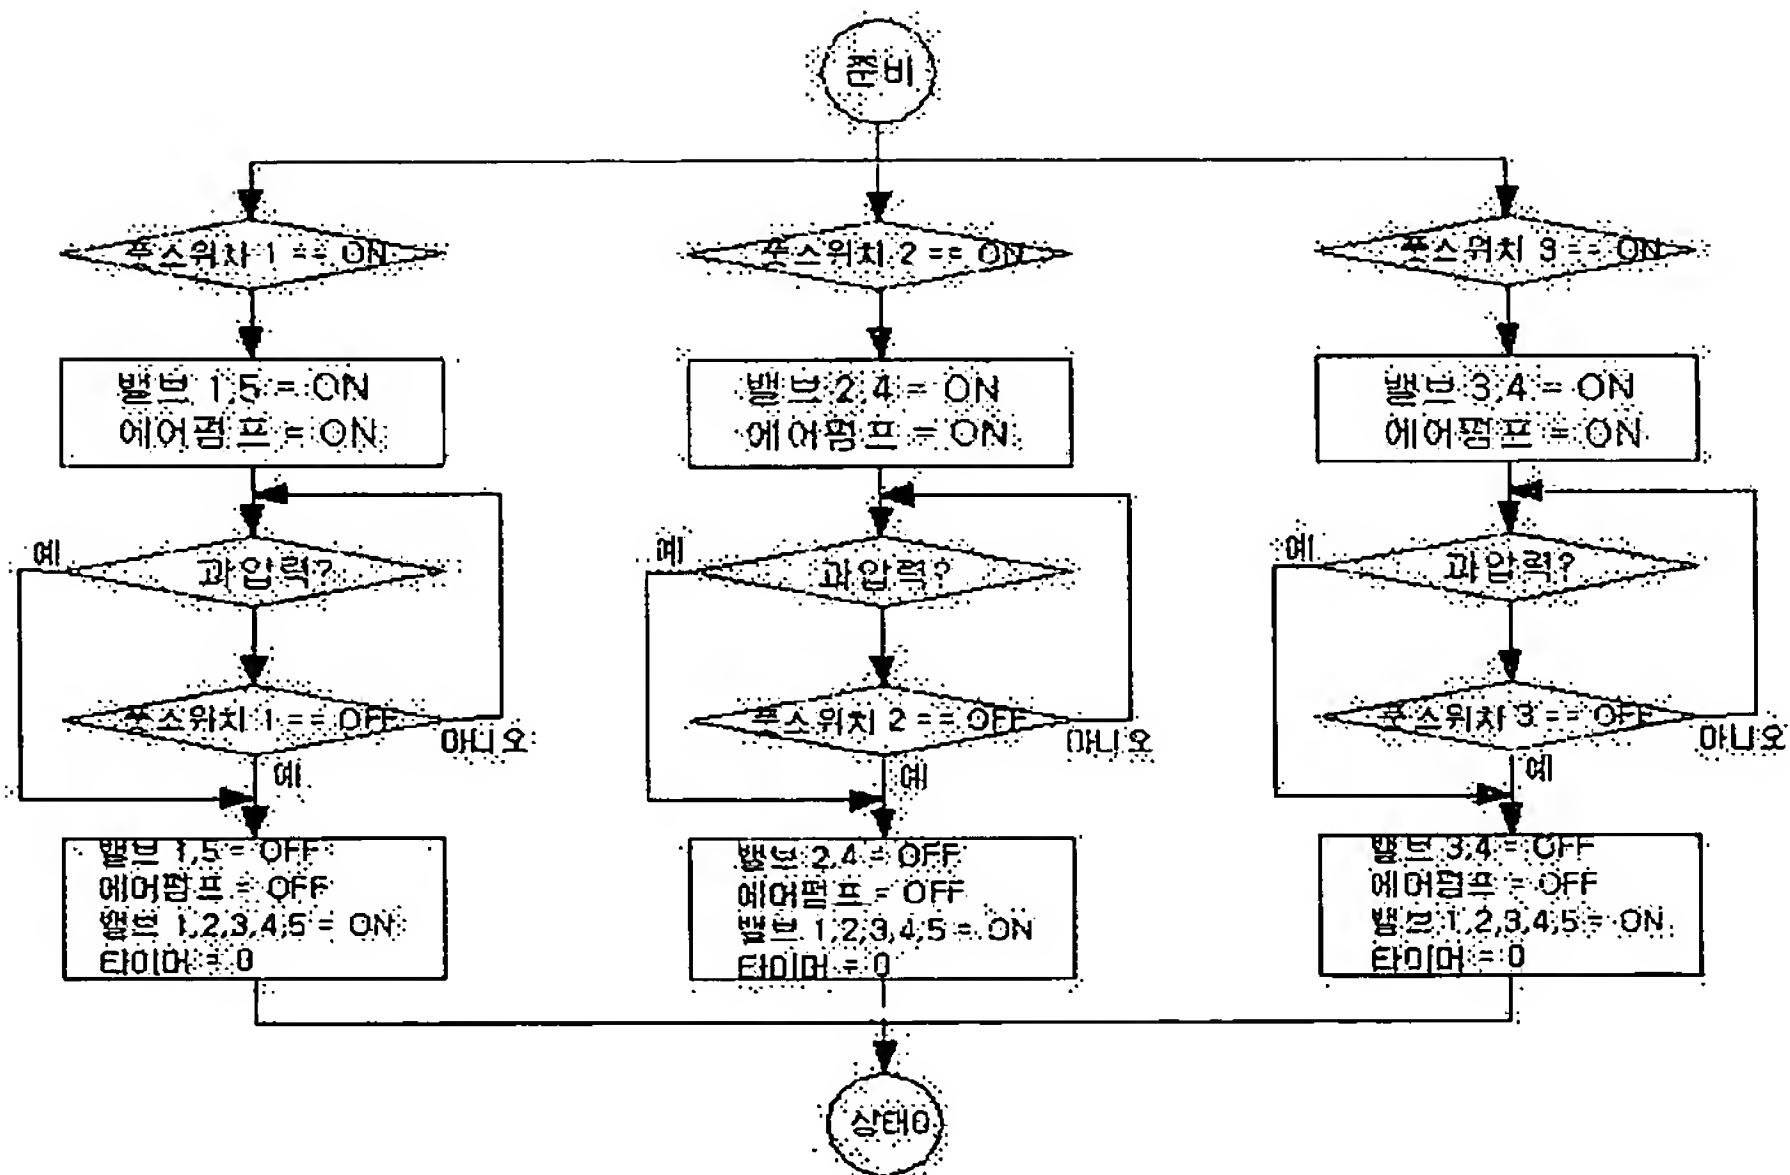 준비
풋스위치 1 == ON
풋스위치 2 == ON
풋스위치 3 == ON
밸브 1,5 = ON
에어펌프 = ON
밸브 2,4 = ON
에어펌프 = ON
밸브 3,4 = ON
에어펌프 = ON
예
과압력?
예
과압력?
예
과압력?
풋스위치 1 == OFF
아니오
예
풋스위치 2 == OFF
아니오
예
풋스위치 3 == OFF
아니오
예
밸브 1,5 = OFF
에어펌프 = OFF
밸브 1,2,3,4,5 = ON
타이머 = 0
밸브 2,4 = OFF
에어펌프 = OFF
밸브 1,2,3,4,5 = ON
타이머 = 0
밸브 3,4 = OFF
에어펌프 = OFF
밸브 1,2,3,4,5 = ON
타이머 = 0
상태0